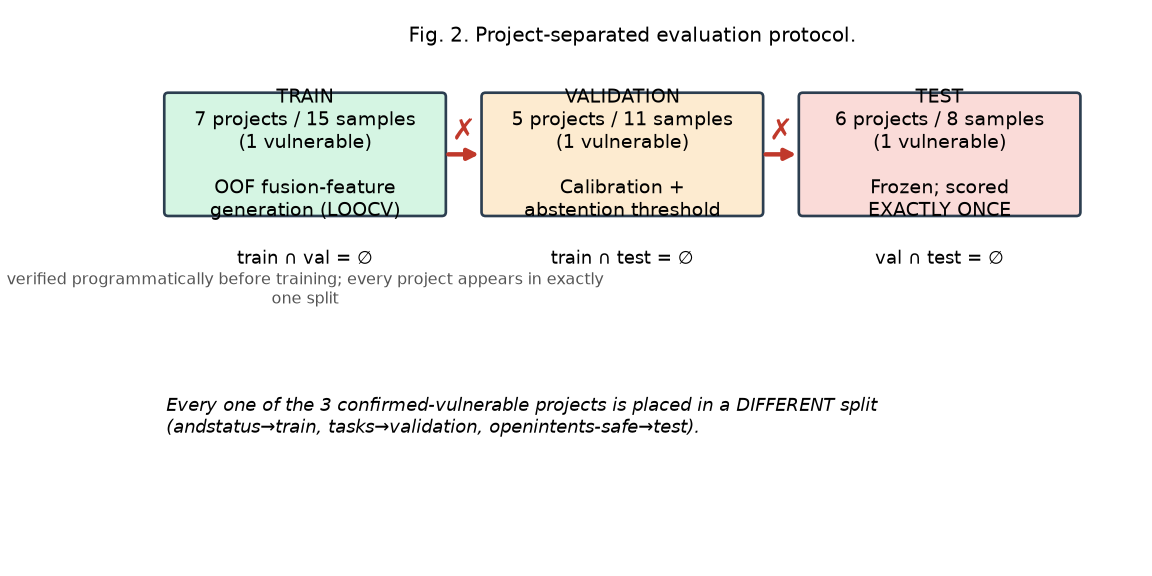 Fig. 2. Project-separated evaluation protocol.
TRAIN
7 projects / 15 samples
(1 vulnerable)
OOF fusion-feature
generation (LOOCV)
✗
VALIDATION
5 projects / 11 samples
(1 vulnerable)
Calibration +
abstention threshold
✗
TEST
6 projects / 8 samples
(1 vulnerable)
Frozen; scored
EXACTLY ONCE
train ∩ val = ∅
train ∩ test = ∅
val ∩ test = ∅
verified programmatically before training; every project appears in exactly
one split
Every one of the 3 confirmed-vulnerable projects is placed in a DIFFERENT split
(andstatus→train, tasks→validation, openintents-safe→test).